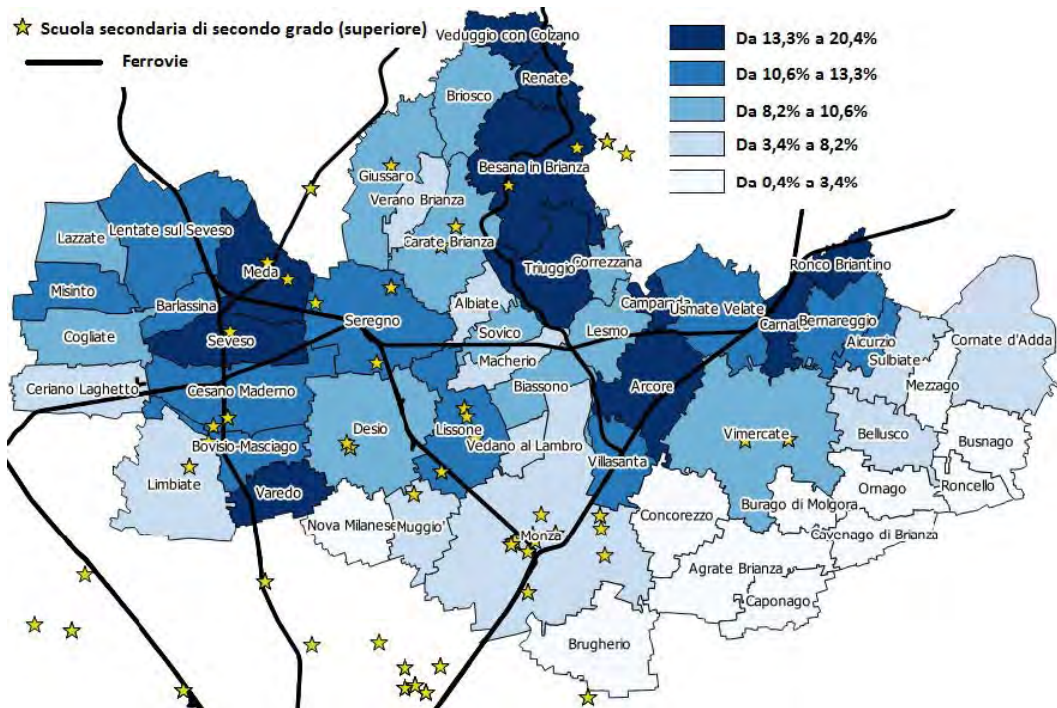 Scuola secondaria di secondo grado (superiore)
Ferrovie
Da 13,3% a 20,4%
Da 10,6% a 13,3%
Da 8,2% a 10,6%
Da 3,4% a 8,2%
Da 0,4% a 3,4%
Veduggio con Colzano
Renate
Briosco
Besana in Brianza
Giussano
Verano Brianza
Carate Brianza
Triuggio
Correzzana
Lazzate
Lentate sul Seveso
Meda
Misinto
Barlassina
Cogliate
Seveso
Seregno
Albiate
Sovico
Macherio
Lesmo
Usmate Velate
Ronco Briantino
Bernareggio
Aicurzio
Sulbiate
Cornate d'Adda
Mezzago
Ceriano Laghetto
Cesano Maderno
Biassono
Arcore
Bovisio-Masciago
Desio
Lissone
Vedano al Lambro
Villasanta
Vimercate
Bellusco
Busnago
Limbiate
Varedo
Nova Milanese
Muggio'
Monza
Concorezzo
Burago di Molgora
Ornago
Roncello
Cavenago di Brianza
Agrate Brianza
Caponago
Brugherio